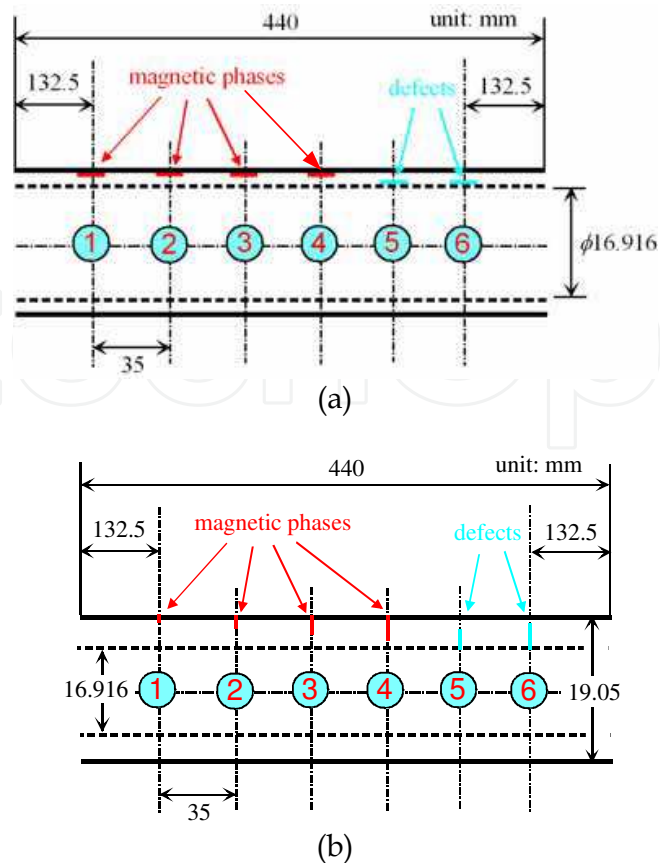 440
unit: mm
132.5
magnetic phases
defects
132.5
1 2 3 4 5 6
ϕ16.916
35
(a)
440
unit: mm
132.5
magnetic phases
defects
132.5
16.916
1 2 3 4 5 6
19.05
35
(b)